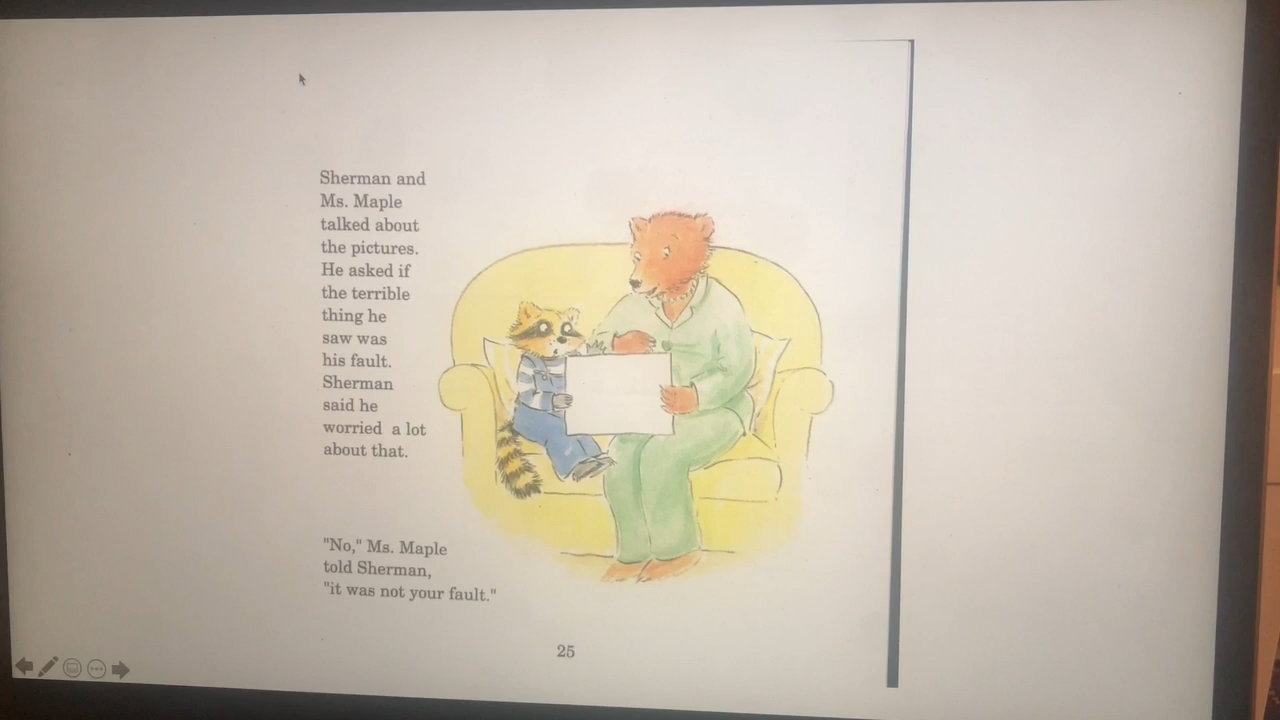 Sherman and
Ms. Maple
talked about
the pictures.
He asked if
the terrible
thing he
saw was
his fault.
Sherman
said he
worried a lot
about that.
"No," Ms. Maple
told Sherman,
"it was not your fault."
25